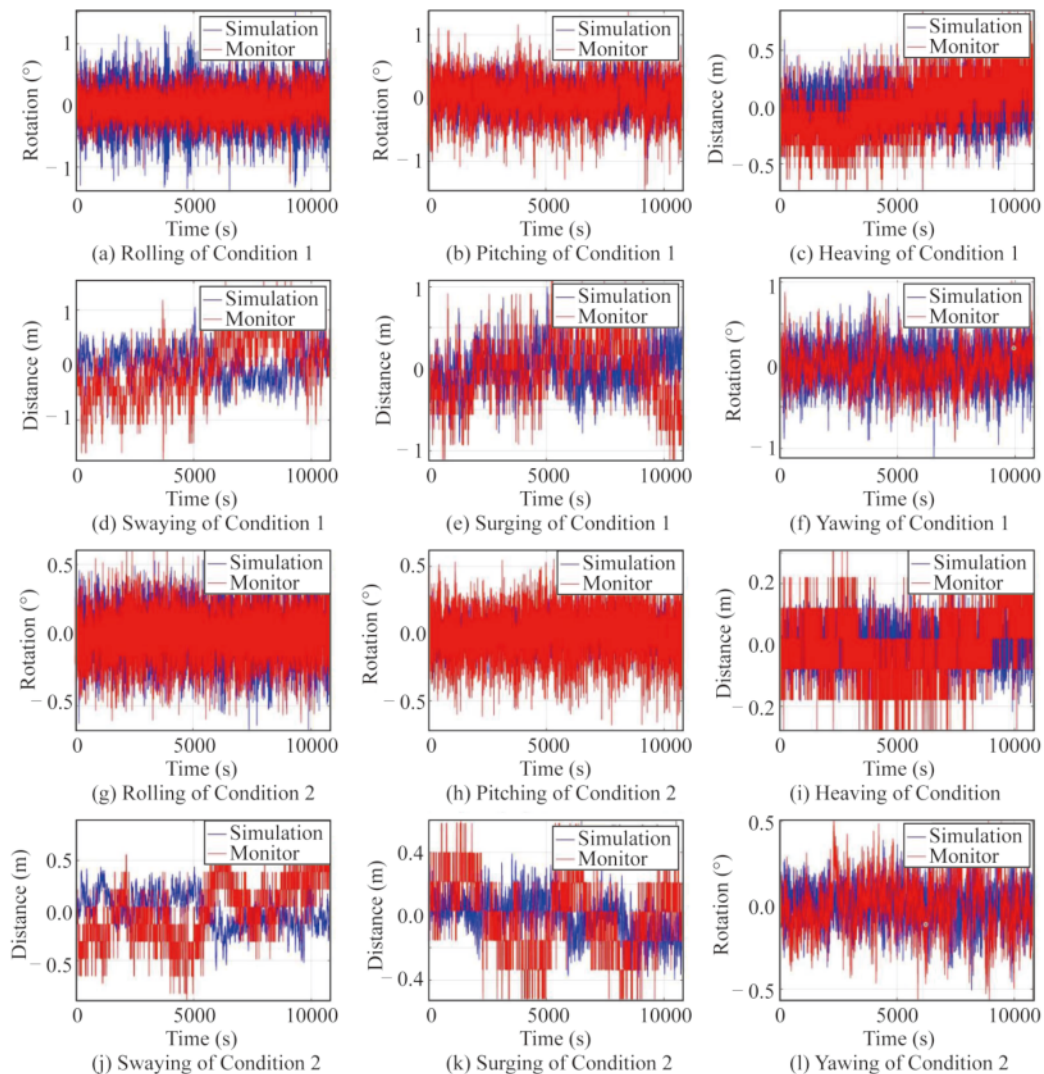 Simulation
Monitor
1
0
− 1
Rotation (°)
0 5000 10000
Time (s)
(a) Rolling of Condition 1
Simulation
Monitor
1
0
− 1
Rotation (°)
0 5000 10000
Time (s)
(b) Pitching of Condition 1
Simulation
Monitor
0.5
0.0
− 0.5
Distance (m)
0 5000 10000
Time (s)
(c) Heaving of Condition 1
Simulation
Monitor
1
0
− 1
Distance (m)
0 5000 10000
Time (s)
(d) Swaying of Condition 1
Simulation
Monitor
1
0
− 1
Distance (m)
0 5000 10000
Time (s)
(e) Surging of Condition 1
Simulation
Monitor
1
0
− 1
Rotation (°)
0 5000 10000
Time (s)
(f) Yawing of Condition 1
Simulation
Monitor
0.5
0.0
− 0.5
Rotation (°)
0 5000 10000
Time (s)
(g) Rolling of Condition 2
Simulation
Monitor
0.5
0.0
− 0.5
Rotation (°)
0 5000 10000
Time (s)
(h) Pitching of Condition 2
Simulation
Monitor
0.2
0.0
− 0.2
Distance (m)
0 5000 10000
Time (s)
(i) Heaving of Condition
Simulation
Monitor
0.5
0.0
− 0.5
Distance (m)
0 5000 10000
Time (s)
(j) Swaying of Condition 2
Simulation
Monitor
0.4
0.0
− 0.4
Distance (m)
0 5000 10000
Time (s)
(k) Surging of Condition 2
Simulation
Monitor
0.5
0.0
− 0.5
Rotation (°)
0 5000 10000
Time (s)
(l) Yawing of Condition 2